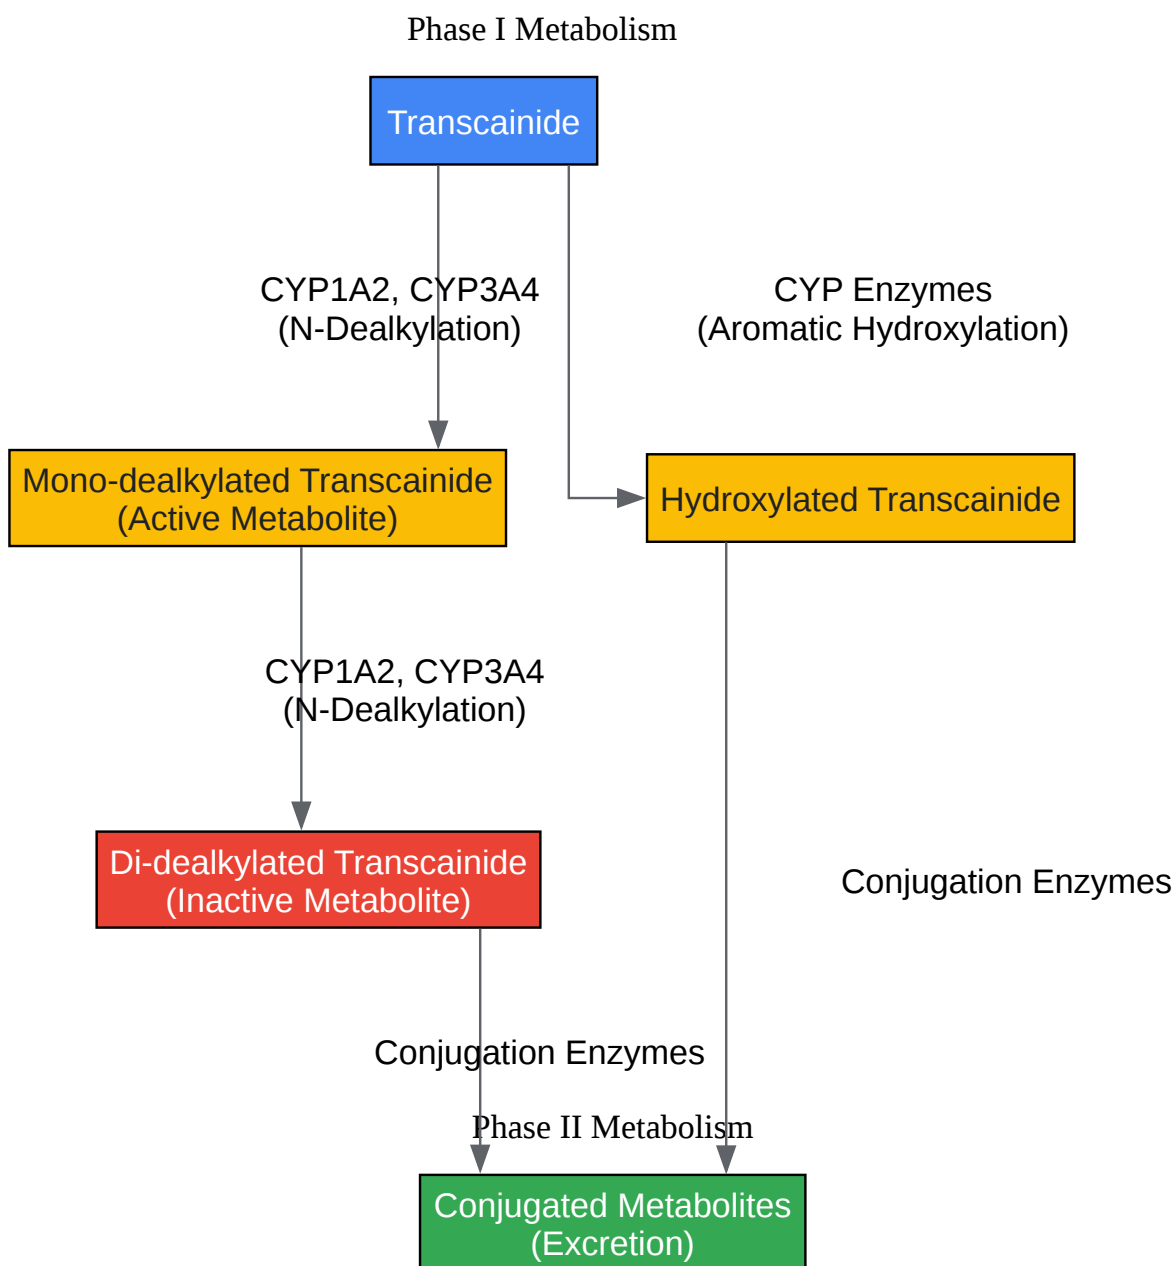 Phase I Metabolism
Transcainide
CYP1A2, CYP3A4
(N-Dealkylation)
CYP Enzymes
(Aromatic Hydroxylation)
Mono-dealkylated Transcainide
(Active Metabolite)
Hydroxylated Transcainide
CYP1A2, CYP3A4
(N-Dealkylation)
Di-dealkylated Transcainide
(Inactive Metabolite)
Conjugation Enzymes
Conjugation Enzymes
Phase II Metabolism
Conjugated Metabolites
(Excretion)